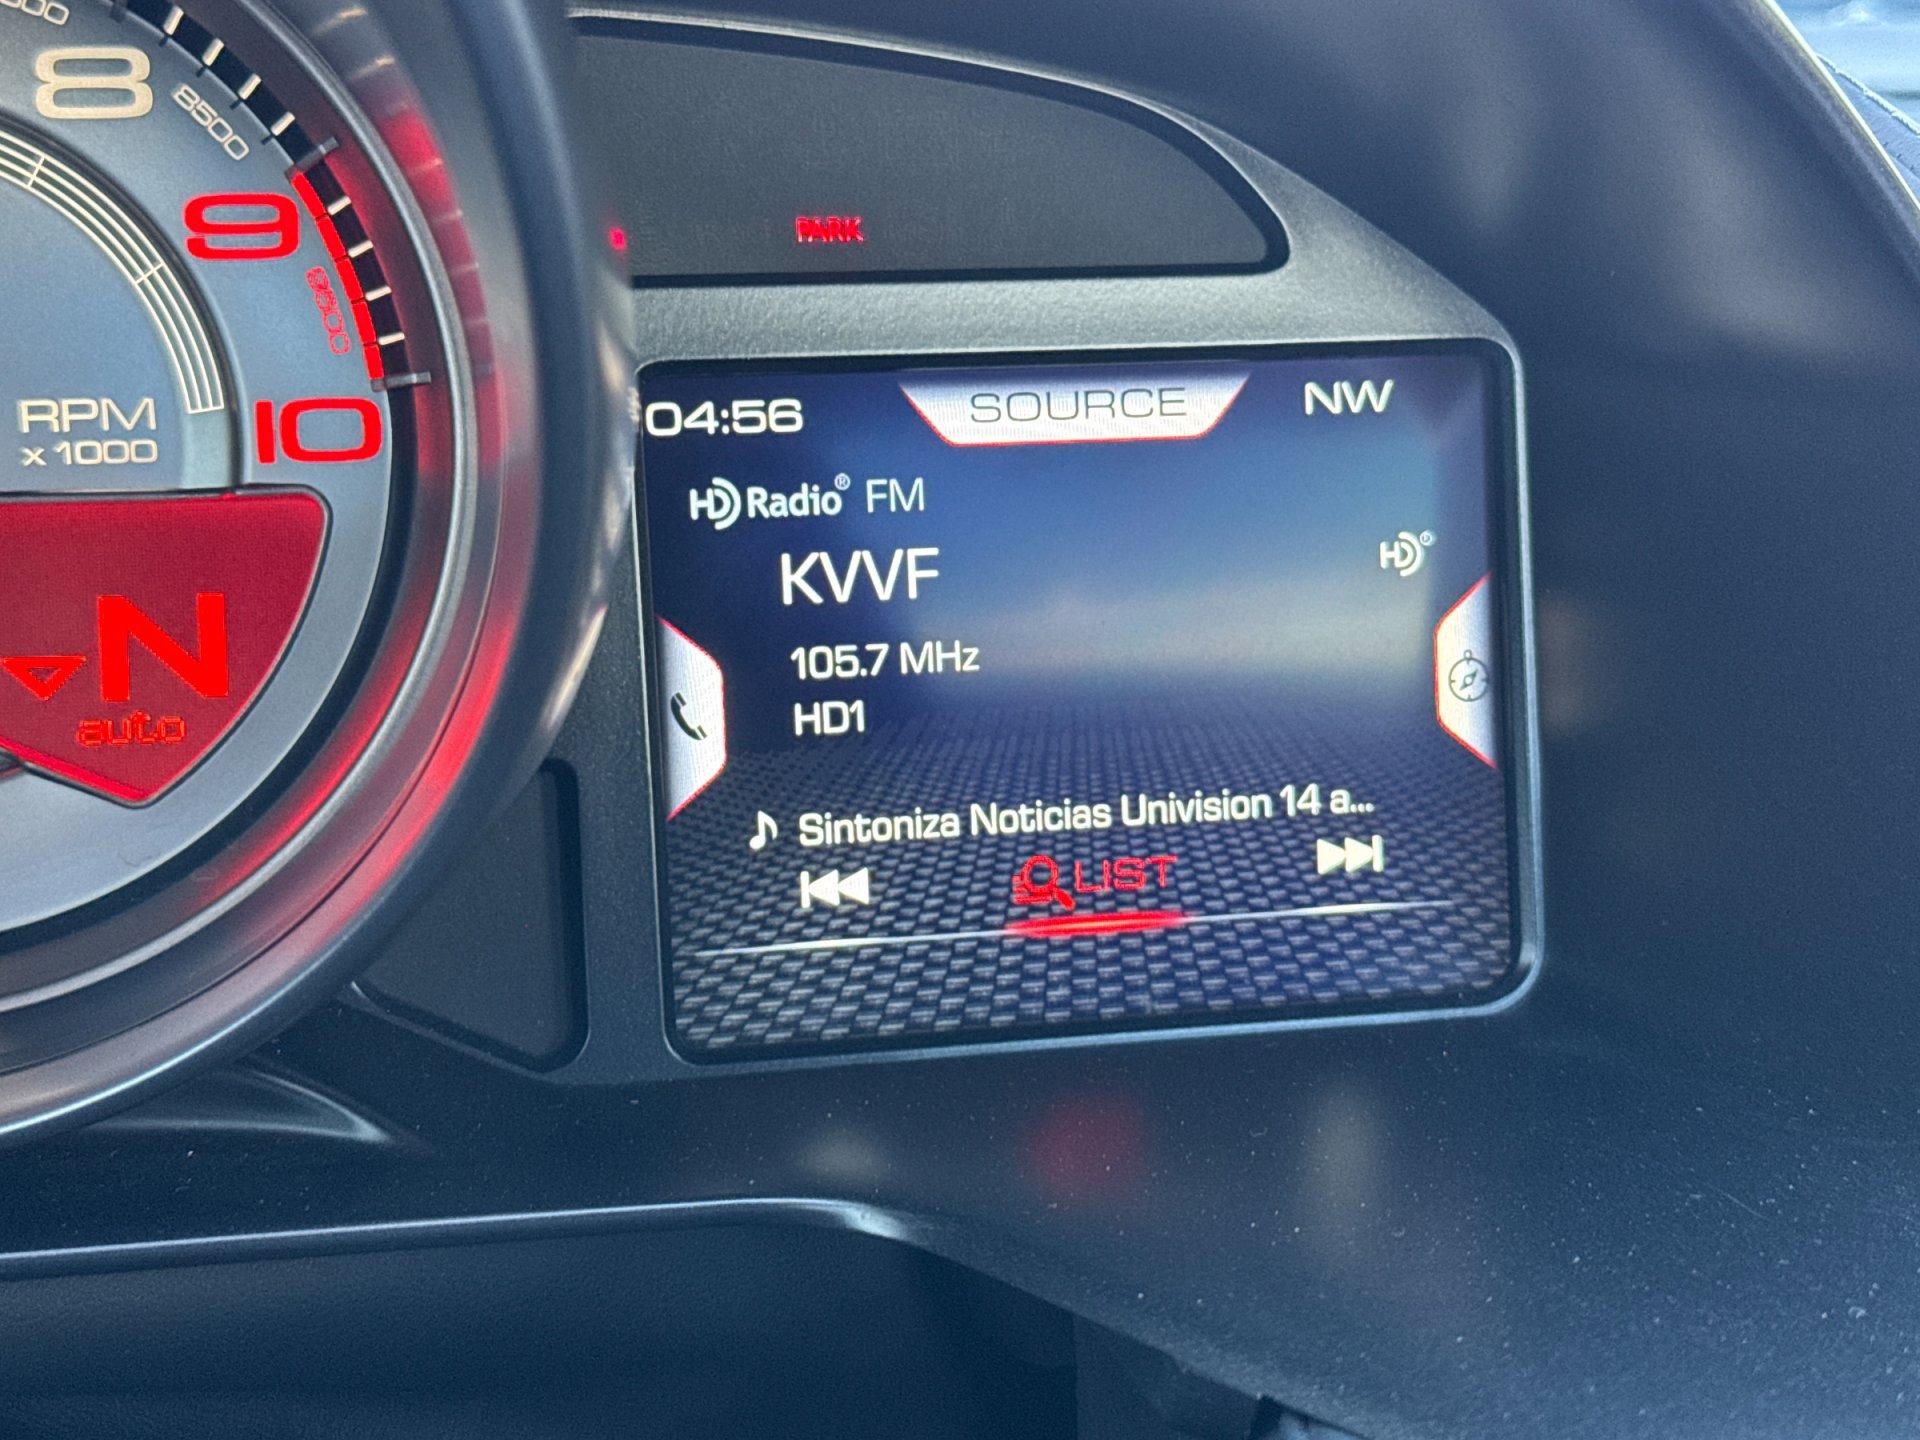 8
8500
9
9500
10
RPM
x 1000
N
auto
PARK
04:56
SOURCE
NW
HD Radio® FM
HD
KVVF
105.7 MHz
HD1
Sintoniza Noticias Univision 14 a...
LIST